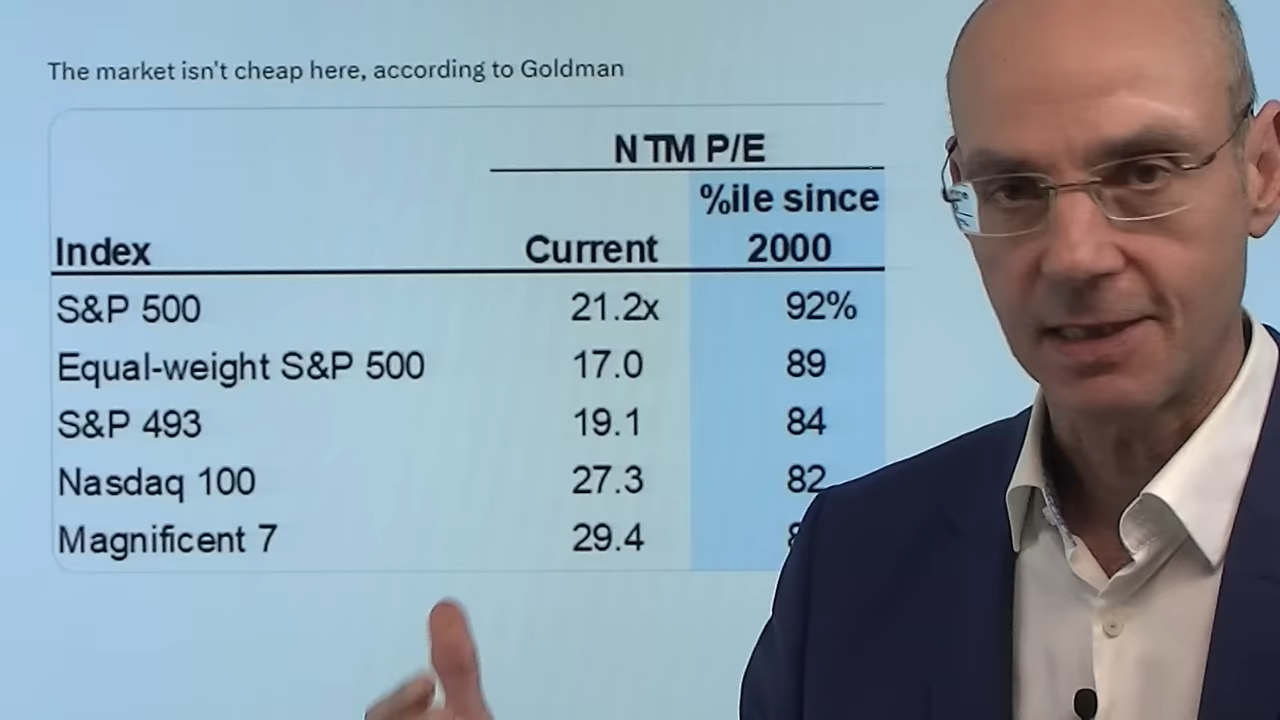 The market isn't cheap here, according to Goldman
NTM P/E
%ile since
Index Current 2000
S&P 500 21.2x 92%
Equal-weight S&P 500 17.0 89
S&P 493 19.1 84
Nasdaq 100 27.3 82
Magnificent 7 29.4